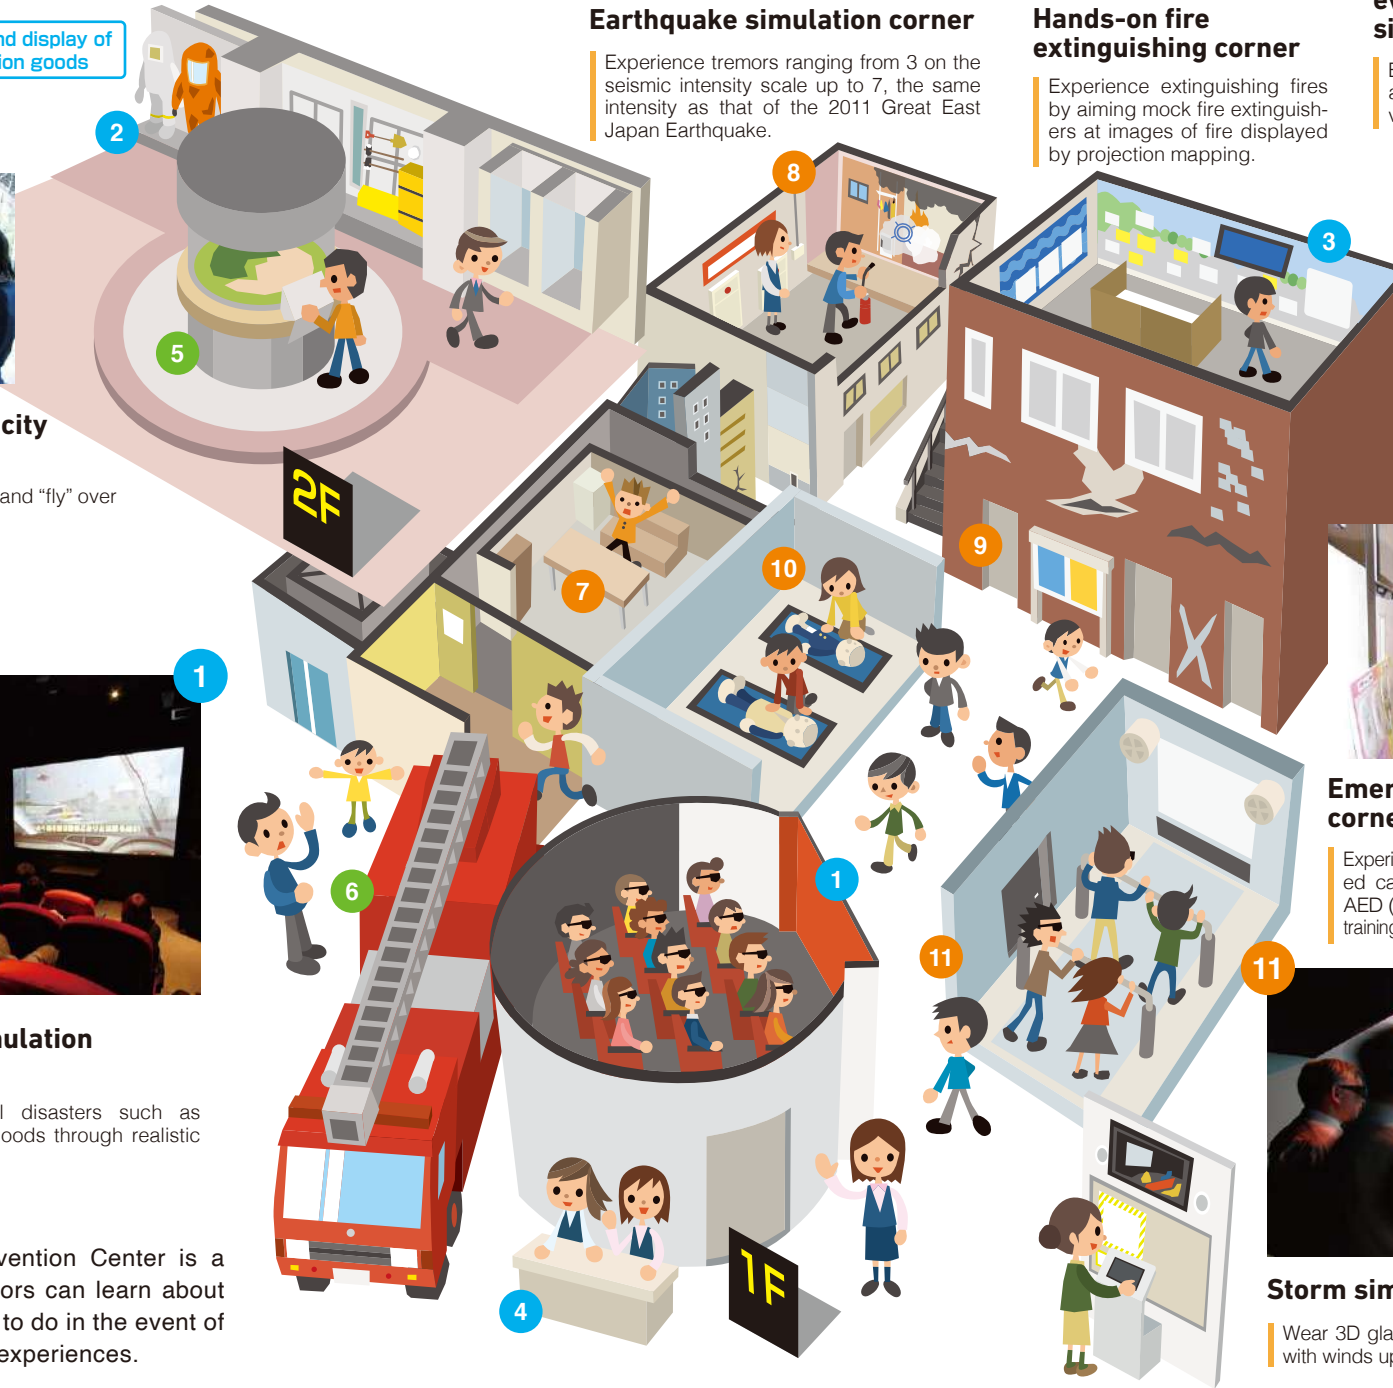 nd display of
ion goods
Earthquake simulation corner
Experience tremors ranging from 3 on the
seismic intensity scale up to 7, the same
intensity as that of the 2011 Great East
Japan Earthquake.
Hands-on fire
extinguishing corner
Experience extinguishing fires
by aiming mock fire extinguish-
ers at images of fire displayed
by projection mapping.
si
2
8
3
5
city
and “fly” over
2F
7
10
9
1
6
1
11
11
Emer
corne
Experi
ed ca
AED (
training
ulation
l disasters such as
oods through realistic
vention Center is a
ors can learn about
to do in the event of
experiences.
4
1F
Storm sim
Wear 3D gla
with winds up